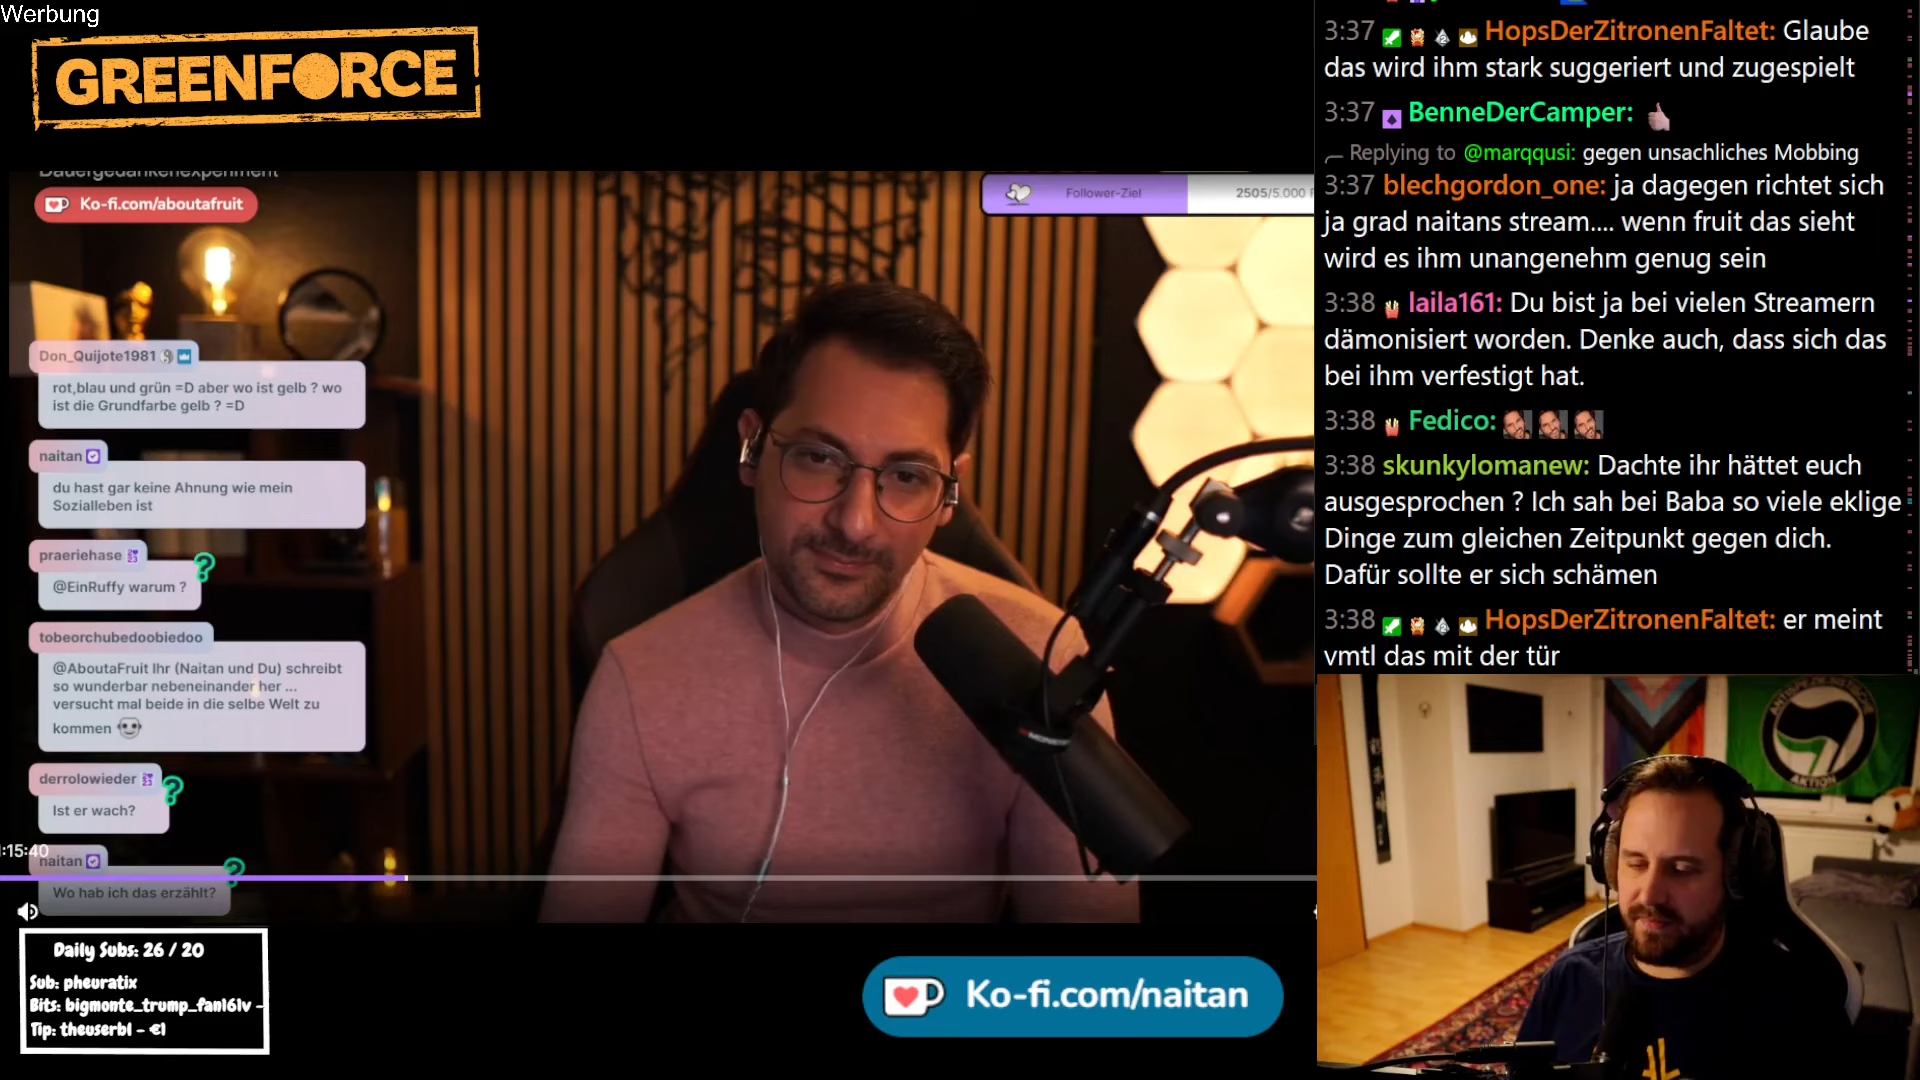 Werbung
GREENFORCE
Dauergedankenexperiment
Ko-fi.com/aboutafruit
Follower-Ziel
2505/5.000
Don_Quijote1981
rot,blau und grün =D aber wo ist gelb ? wo
ist die Grundfarbe gelb ? =D
naitan
du hast gar keine Ahnung wie mein
Sozialleben ist
praeriehase
@EinRuffy warum ?
tobeorchubedoobiedoo
@AboutaFruit Ihr (Naitan und Du) schreibt
so wunderbar nebeneinander her ...
versucht mal beide in die selbe Welt zu
kommen
derrolowieder
Ist er wach?
:15:40
naitan
Wo hab ich das erzählt?
Daily Subs: 26 / 20
Sub: pheuratix
Bits: bigmonte_trump_fan161v -
Tip: theuserbl - €1
Ko-fi.com/naitan
3:37 HopsDerZitronenFaltet: Glaube
das wird ihm stark suggeriert und zugespielt
3:37 BenneDerCamper:
Replying to @marqqusi: gegen unsachliches Mobbing
3:37 blechgordon_one: ja dagegen richtet sich
ja grad naitans stream.... wenn fruit das sieht
wird es ihm unangenehm genug sein
3:38 laila161: Du bist ja bei vielen Streamern
dämonisiert worden. Denke auch, dass sich das
bei ihm verfestigt hat.
3:38 Fedico:
3:38 skunkylomanew: Dachte ihr hättet euch
ausgesprochen ? Ich sah bei Baba so viele eklige
Dinge zum gleichen Zeitpunkt gegen dich.
Dafür sollte er sich schämen
3:38 HopsDerZitronenFaltet: er meint
vmtl das mit der tür
AKTION